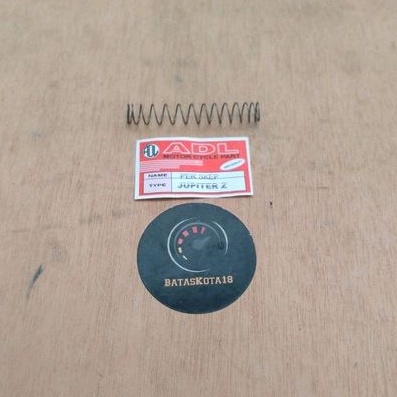 ADL
MOTOR CYCLE PART
NAME PER SKEP
TYPE JUPITER Z
BATASKOTA18